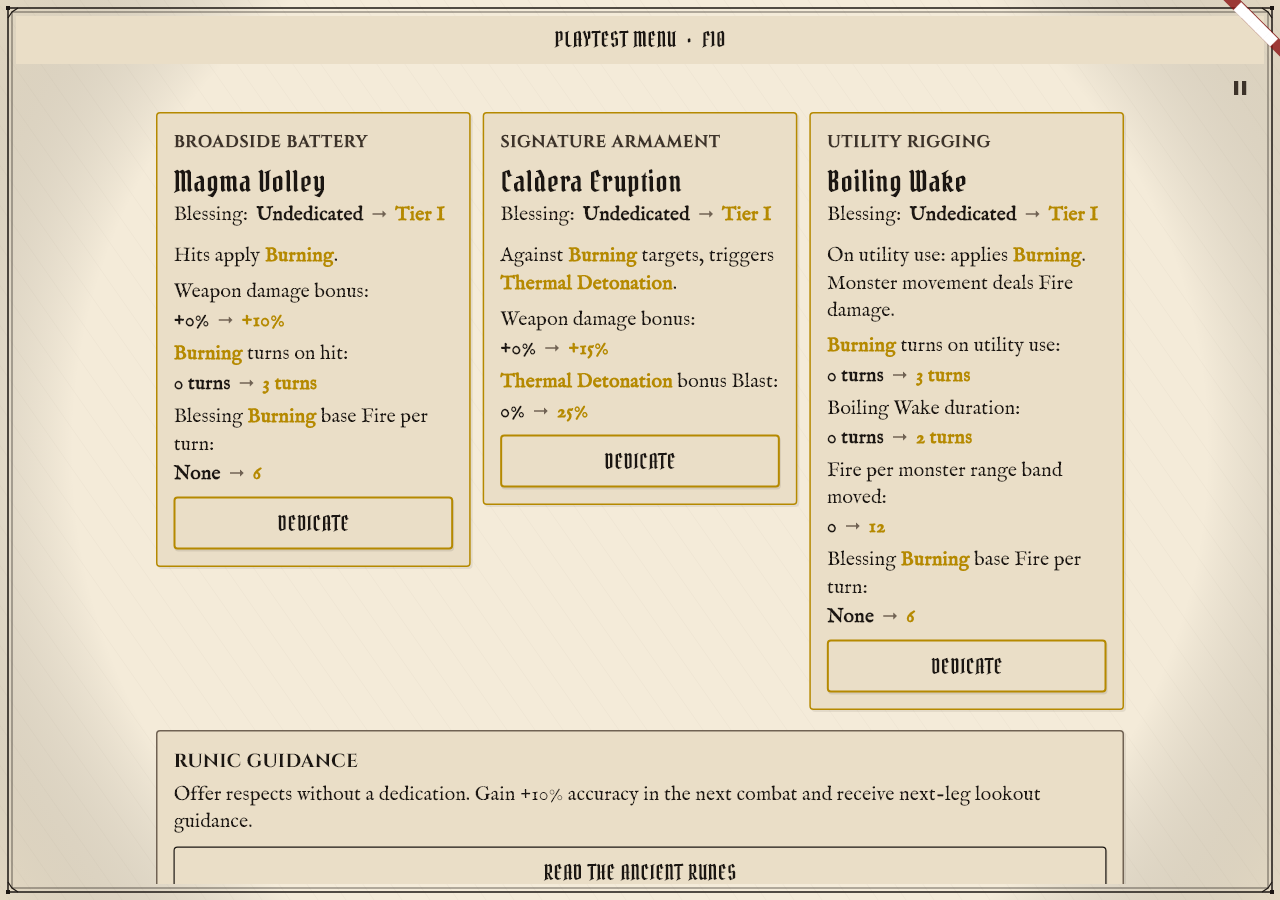 PLAYTEST MENU · F10
BROADSIDE BATTERY
Magma Volley
Blessing: Undedicated → Tier I
Hits apply Burning.
Weapon damage bonus:
+0% → +10%
Burning turns on hit:
0 turns → 3 turns
Blessing Burning base Fire per
turn:
None → 6
DEDICATE
SIGNATURE ARMAMENT
Caldera Eruption
Blessing: Undedicated → Tier I
Against Burning targets, triggers
Thermal Detonation.
Weapon damage bonus:
+0% → +15%
Thermal Detonation bonus Blast:
0% → 25%
DEDICATE
UTILITY RIGGING
Boiling Wake
Blessing: Undedicated → Tier I
On utility use: applies Burning.
Monster movement deals Fire
damage.
Burning turns on utility use:
0 turns → 3 turns
Boiling Wake duration:
0 turns → 2 turns
Fire per monster range band
moved:
0 → 12
Blessing Burning base Fire per
turn:
None → 6
DEDICATE
RUNIC GUIDANCE
Offer respects without a dedication. Gain +10% accuracy in the next combat and receive next-leg lookout
guidance.
READ THE ANCIENT RUNES